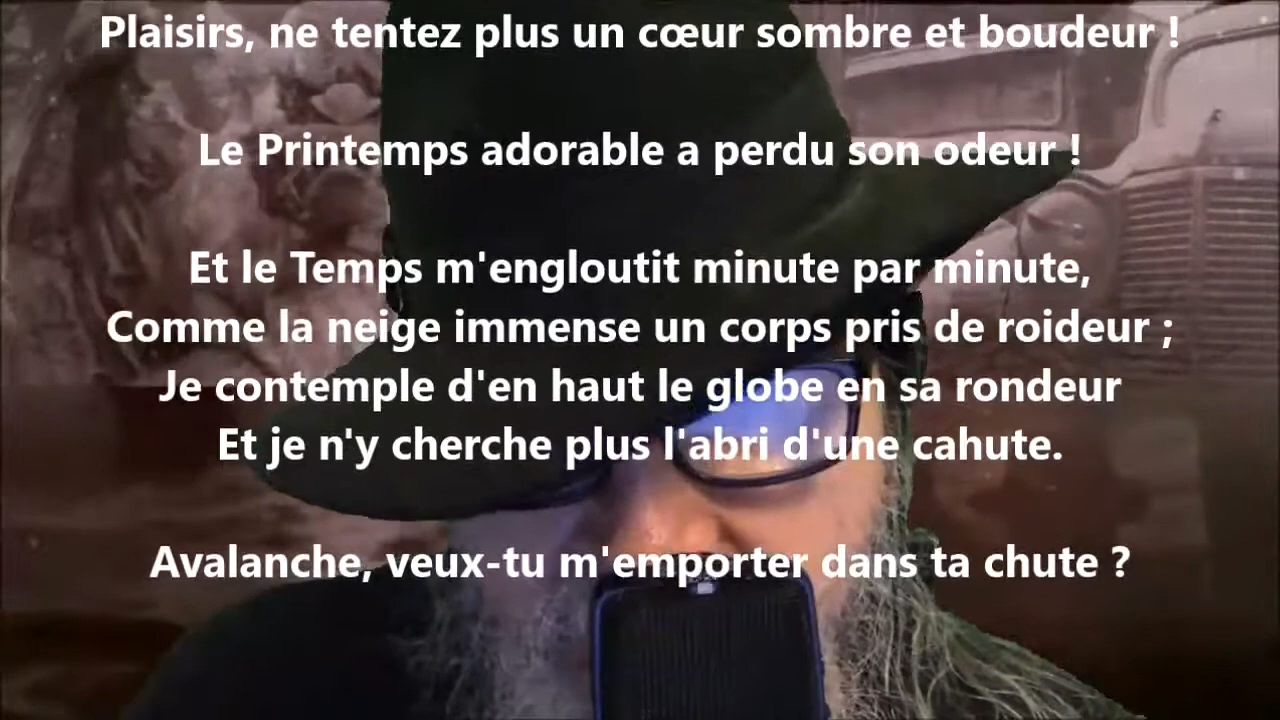 Plaisirs, ne tentez plus un cœur sombre et boudeur !
Le Printemps adorable a perdu son odeur !
Et le Temps m'engloutit minute par minute,
Comme la neige immense un corps pris de roideur ;
Je contemple d'en haut le globe en sa rondeur
Et je n'y cherche plus l'abri d'une cahute.
Avalanche, veux-tu m'emporter dans ta chute ?